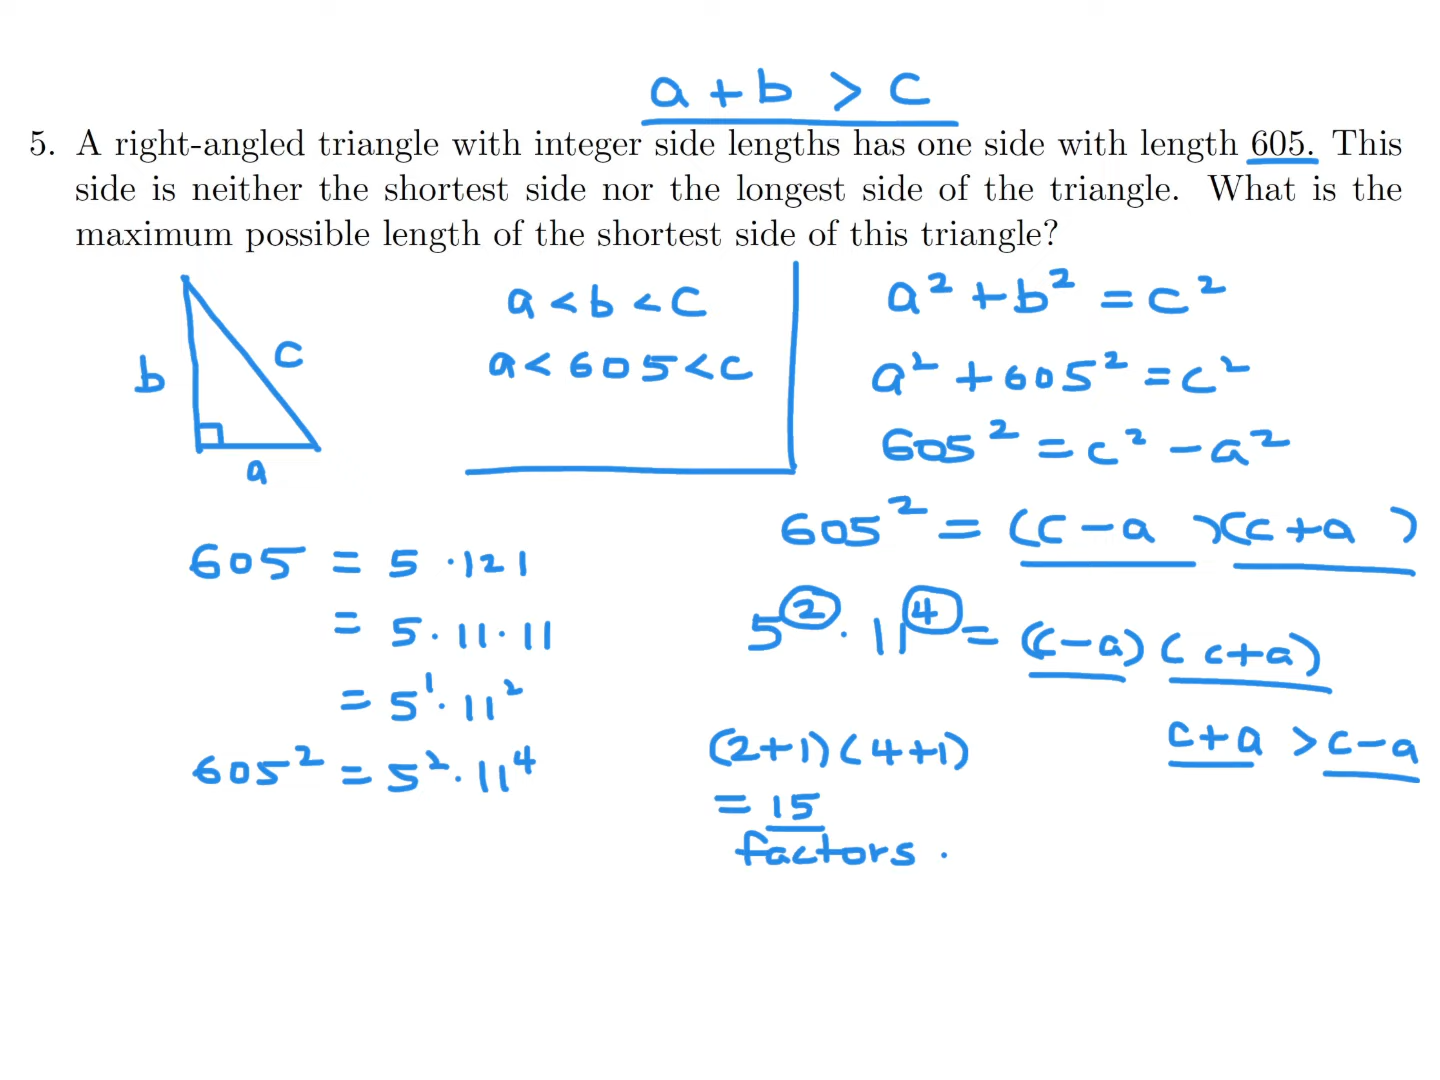 a + b > c
5. A right-angled triangle with integer side lengths has one side with length 605. This
side is neither the shortest side nor the longest side of the triangle. What is the
maximum possible length of the shortest side of this triangle?
b
c
a
a < b < c
a < 605 < c
a² + b² = c²
a² + 605² = c²
605² = c² - a²
605² = (c - a)(c + a)
5² · 11⁴ = (c - a)(c + a)
c + a > c - a
605 = 5 · 121
= 5 · 11 · 11
= 5¹ · 11²
605² = 5² · 11⁴
(2+1)(4+1)
= 15
factors.